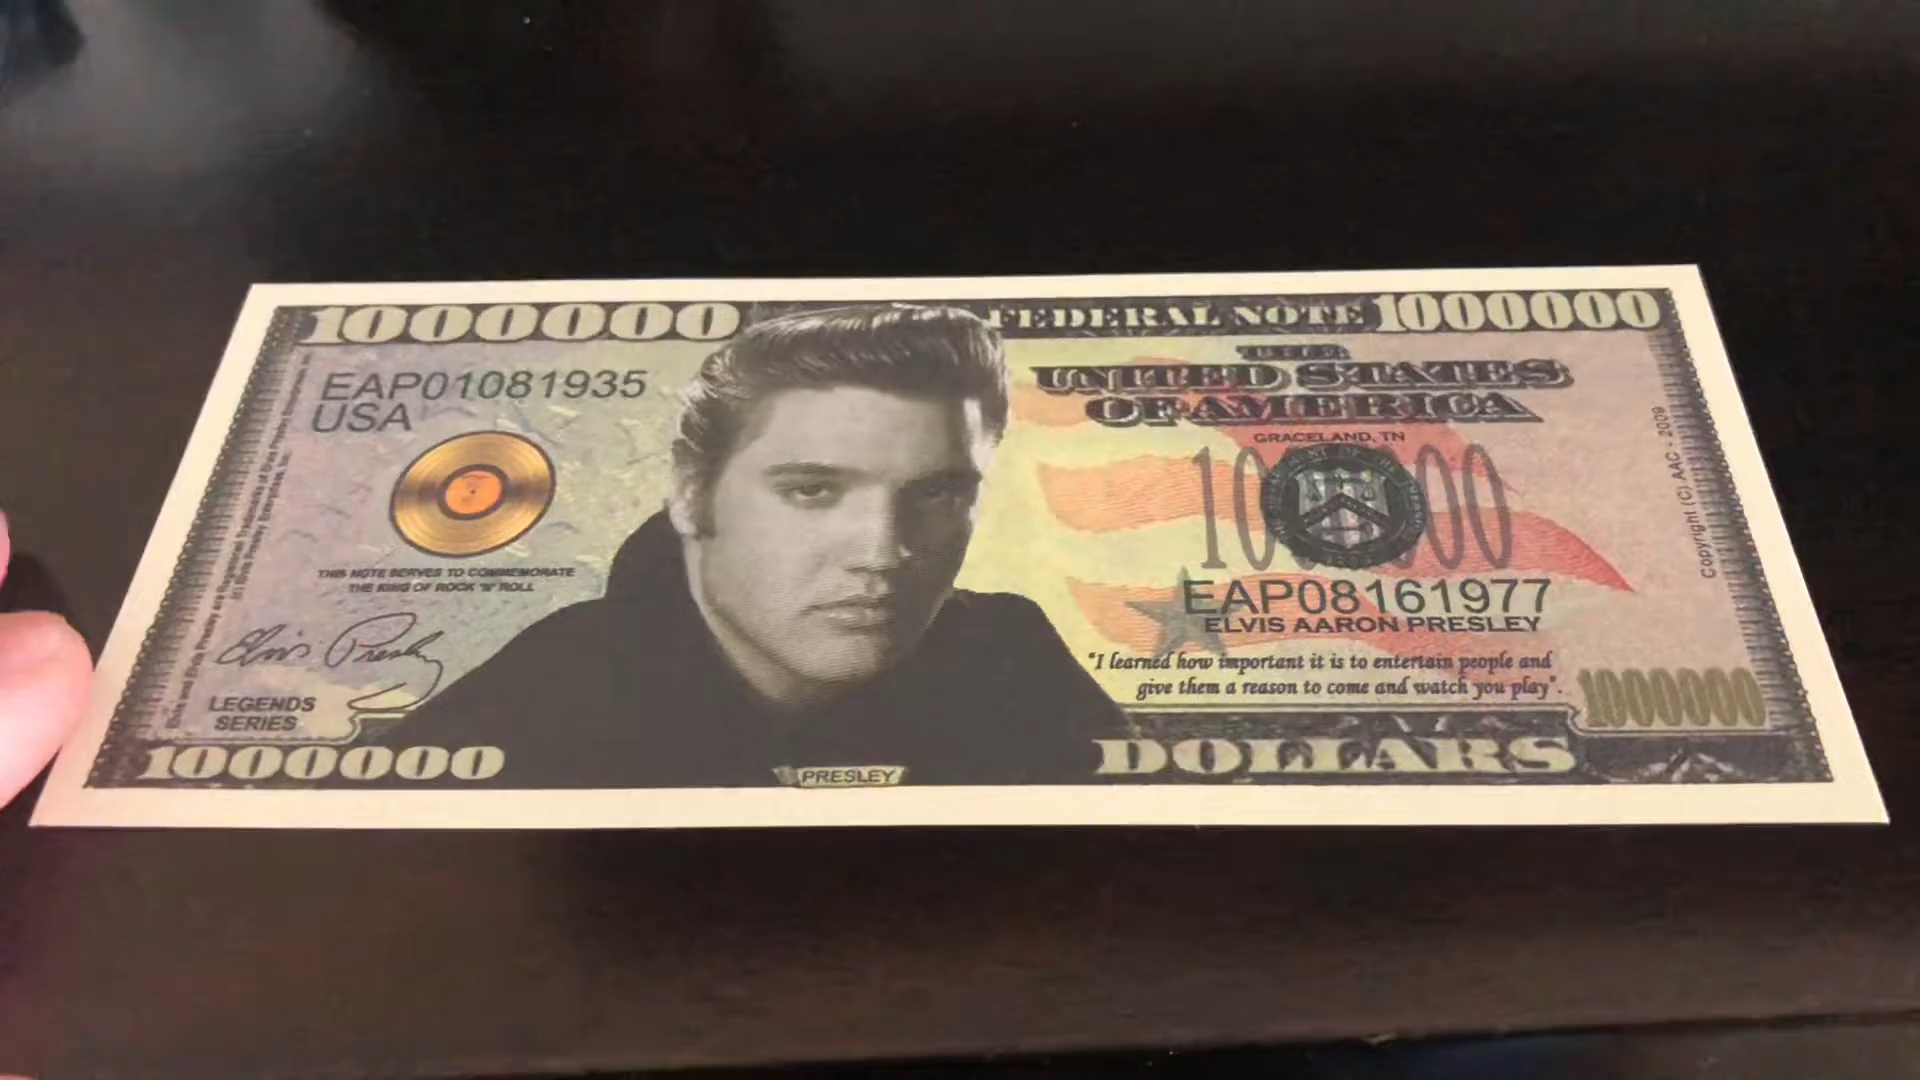 1000000
FEDERAL NOTE
1000000
EAP01081935
USA
THE
UNITED STATES
OF AMERICA
GRACELAND, TN
THIS NOTE SERVES TO COMMEMORATE
THE KING OF ROCK 'N' ROLL
Elvis Presley
LEGENDS
SERIES
EAP08161977
ELVIS AARON PRESLEY
"I learned how important it is to entertain people and
give them a reason to come and watch you play".
1000000
1000000
PRESLEY
DOLLARS
Copyright (C) AAC - 2009